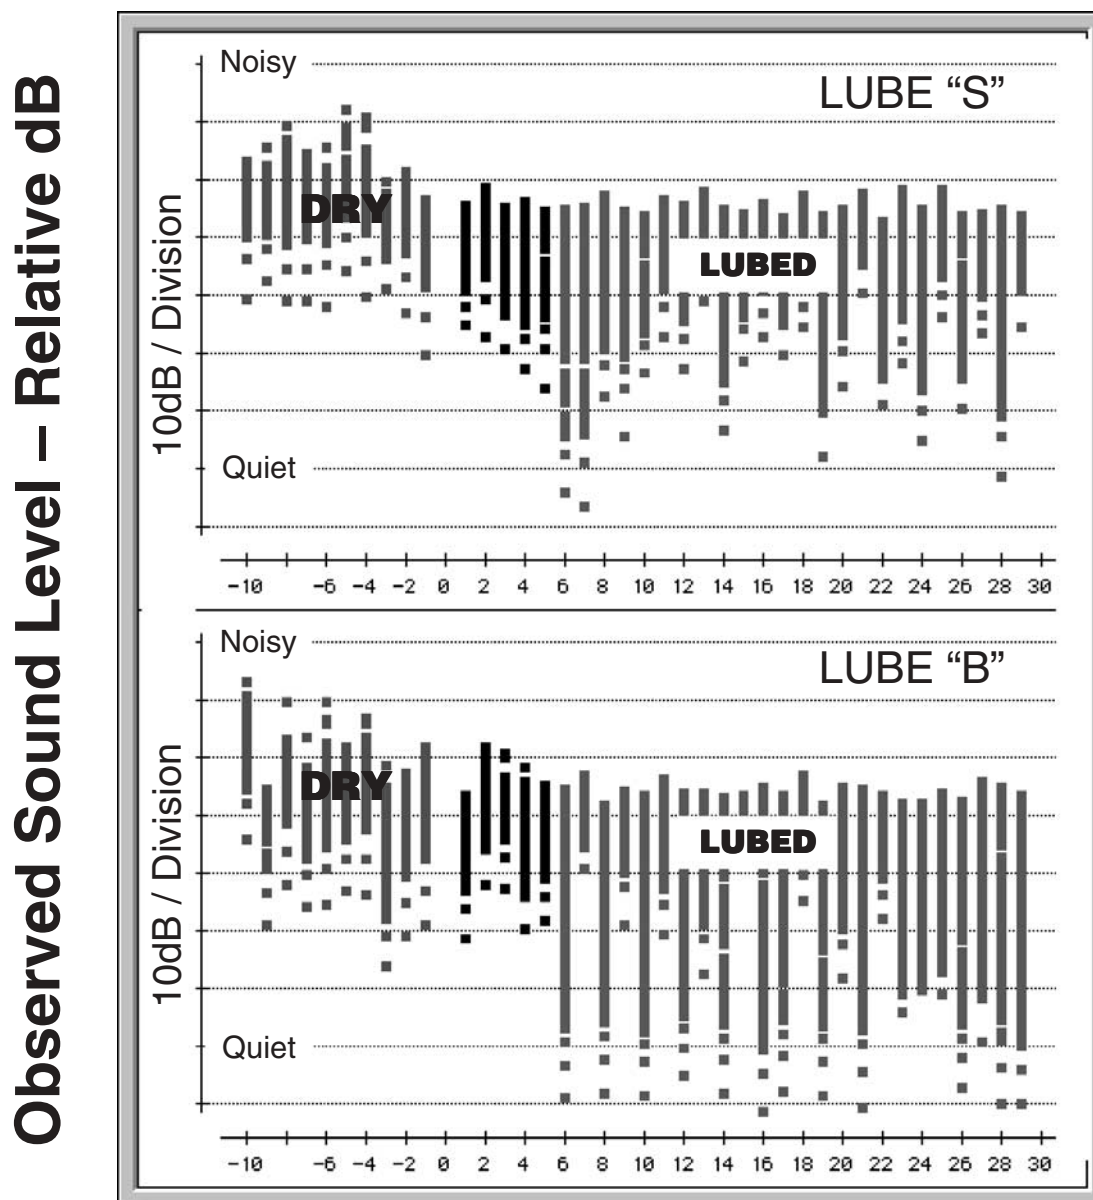 Observed Sound Level – Relative dB
Noisy
LUBE “S”
10dB / Division
DRY
LUBED
Quiet
-10 -6 -4 -2 0 2 4 6 8 10 12 14 16 18 20 22 24 26 28 30
Noisy
LUBE “B”
10dB / Division
DRY
LUBED
Quiet
-10 -6 -4 -2 0 2 4 6 8 10 12 14 16 18 20 22 24 26 28 30